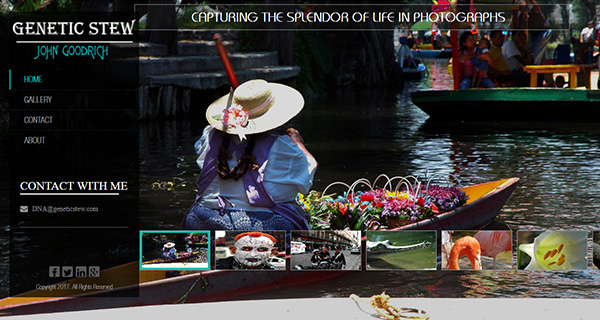 GENETIC STEW
JOHN GOODRICH
CAPTURING THE SPLENDOR OF LIFE IN PHOTOGRAPHS
HOME
GALLERY
CONTACT
ABOUT
CONTACT WITH ME
DNA@geneticstew.com
Copyright 2017. All Rights Reserved.